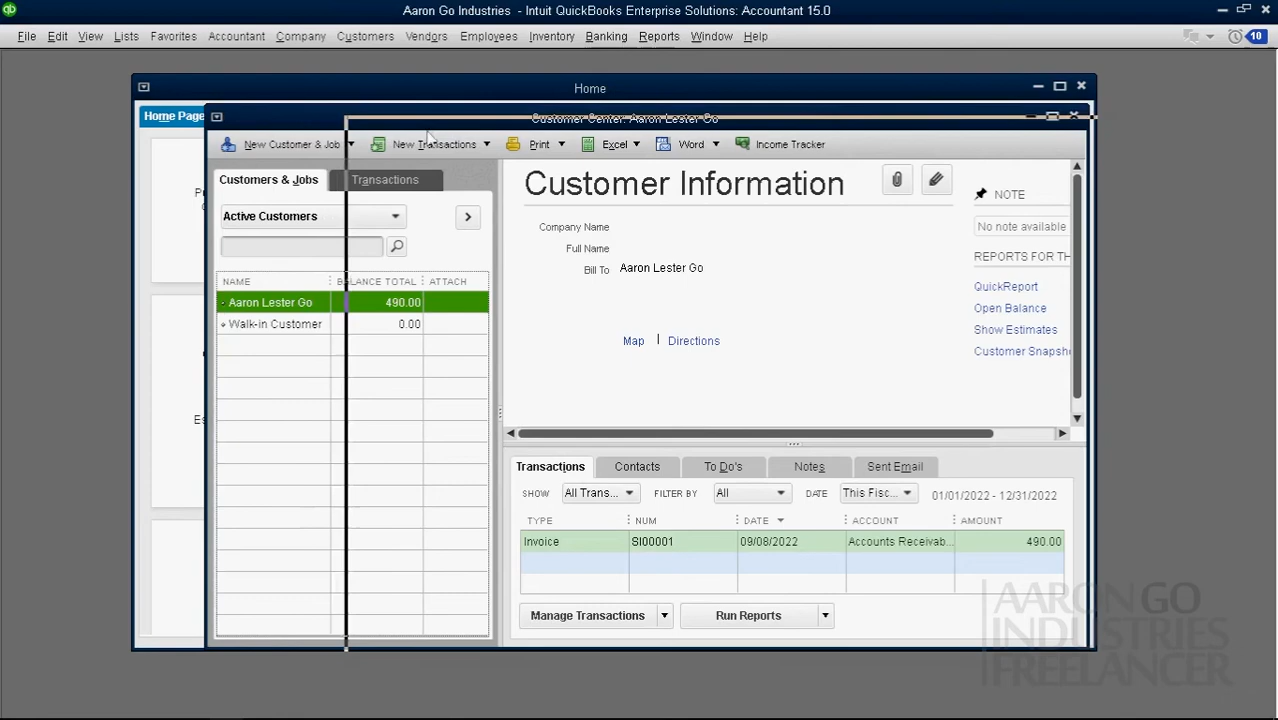 qb
Aaron Go Industries - Intuit QuickBooks Enterprise Solutions: Accountant 15.0
File Edit View Lists Favorites Accountant Company Customers Vendors Employees Inventory Banking Reports Window Help
10
Home
Home Page
Customer Center: Aaron Lester Go
New Customer & Job New Transactions Print Excel Word Income Tracker
Customers & Jobs Transactions
Active Customers
NAME BALANCE TOTAL ATTACH
Aaron Lester Go 490.00
Walk-in Customer 0.00
Customer Information
Company Name
Full Name
Bill To Aaron Lester Go
Map | Directions
NOTE
No note available
REPORTS FOR TH
QuickReport
Open Balance
Show Estimates
Customer Snapsh
Transactions Contacts To Do's Notes Sent Email
SHOW All Trans... FILTER BY All DATE This Fisc... 01/01/2022 - 12/31/2022
TYPE NUM DATE ACCOUNT AMOUNT
Invoice SI00001 09/08/2022 Accounts Receivab... 490.00
Manage Transactions Run Reports
AARON GO
INDUSTRIES
FREELANCER